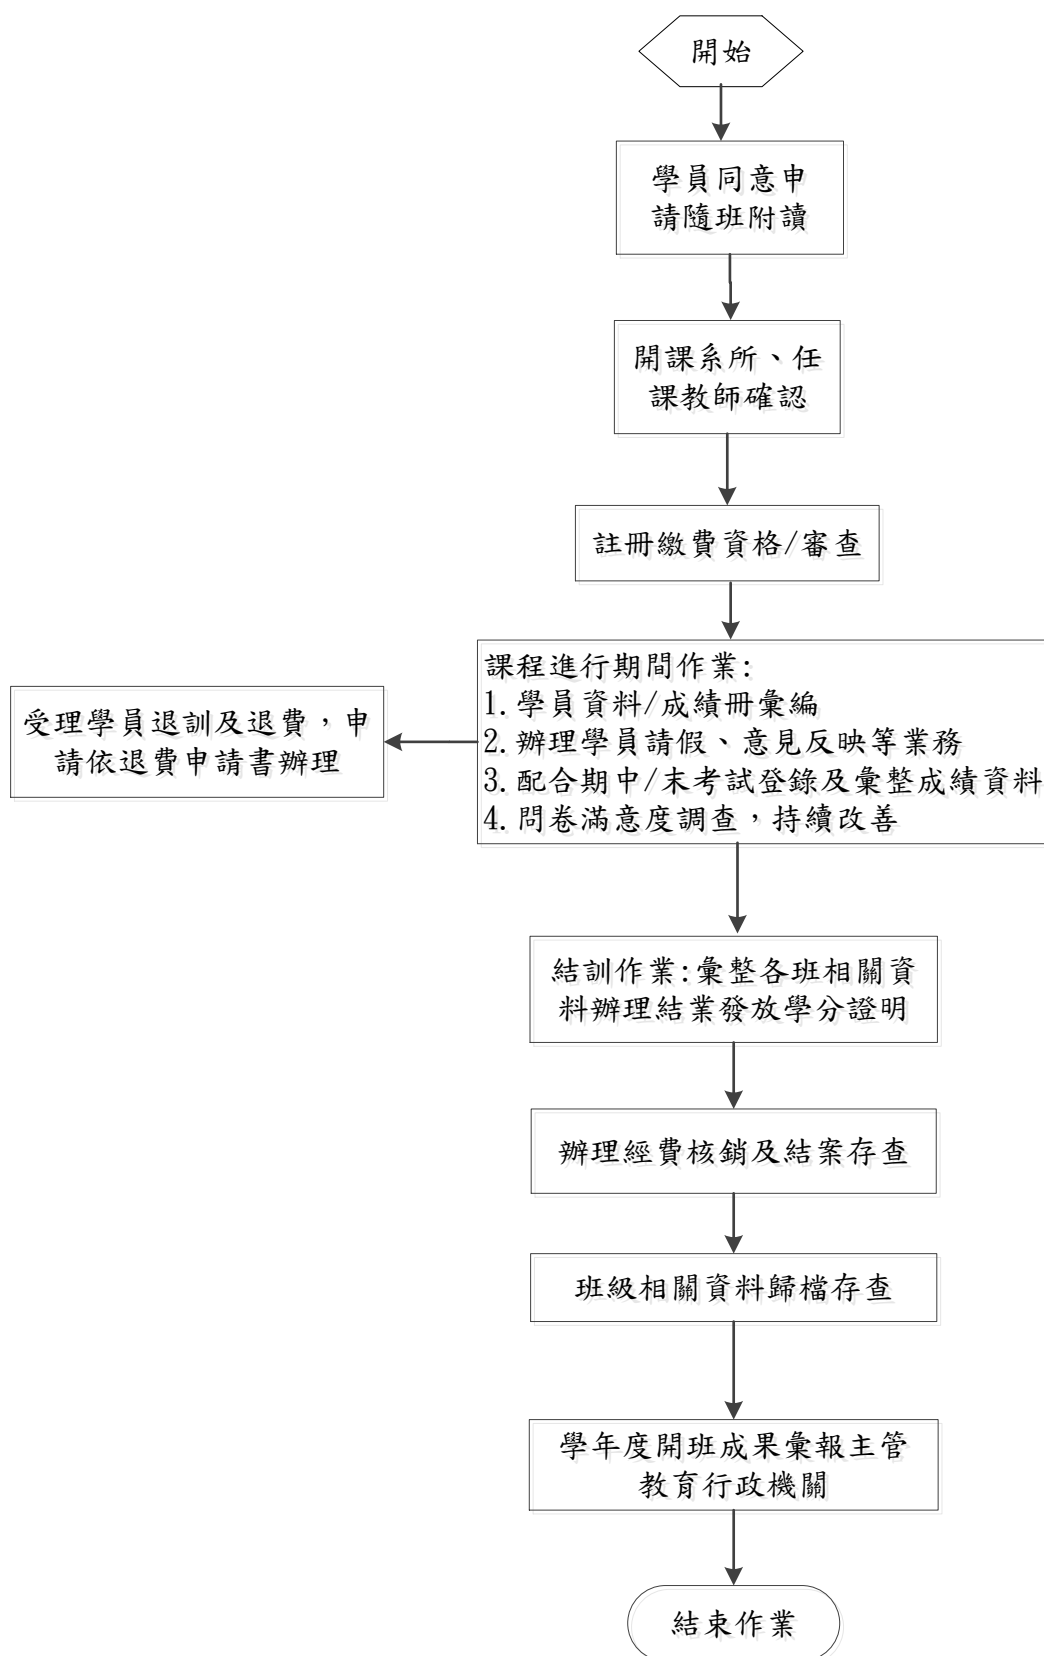 開始
學員同意申
請隨班附讀
開課系所、任
課教師確認
註冊繳費資格/審查
課程進行期間作業:
1.學員資料/成績冊彙編
2.辦理學員請假、意見反映等業務
3.配合期中/末考試登錄及彙整成績資料
4.問卷滿意度調查，持續改善
受理學員退訓及退費，申
請依退費申請書辦理
結訓作業:彙整各班相關資
料辦理結業發放學分證明
辦理經費核銷及結案存查
班級相關資料歸檔存查
學年度開班成果彙報主管
教育行政機關
結束作業